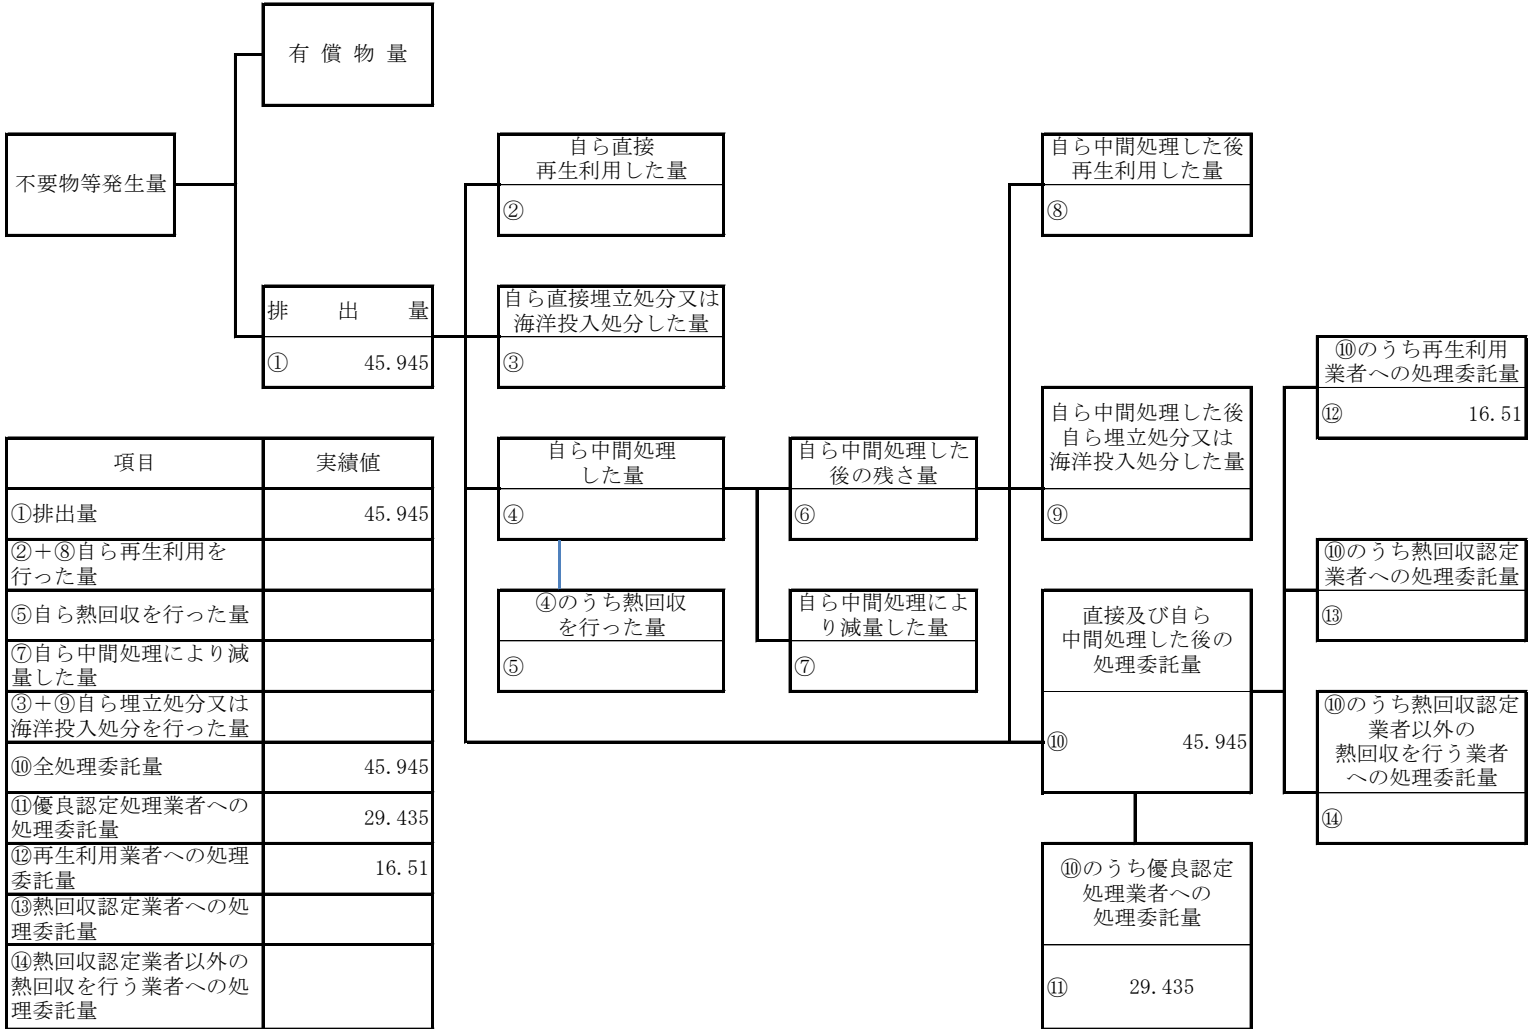 有償物量
不要物等発生量
自ら直接
再生利用した量
②
自ら中間処理した後
再生利用した量
⑧
排出量
① 45.945
自ら直接埋立処分又は
海洋投入処分した量
③
⑩のうち再生利用
業者への処理委託量
⑫ 16.51
項目 実績値
①排出量 45.945
②＋⑧自ら再生利用を
行った量
⑤自ら熱回収を行った量
⑦自ら中間処理により減
量した量
③＋⑨自ら埋立処分又は
海洋投入処分を行った量
⑩全処理委託量 45.945
⑪優良認定処理業者への
処理委託量 29.435
⑫再生利用業者への処理
委託量 16.51
⑬熱回収認定業者への処
理委託量
⑭熱回収認定業者以外の
熱回収を行う業者への処
理委託量
自ら中間処理
した量
④
自ら中間処理した
後の残さ量
⑥
自ら中間処理した後
自ら埋立処分又は
海洋投入処分した量
⑨
④のうち熱回収
を行った量
⑤
自ら中間処理によ
り減量した量
⑦
直接及び自ら
中間処理した後の
処理委託量
⑩ 45.945
⑩のうち熱回収認定
業者への処理委託量
⑬
⑩のうち熱回収認定
業者以外の
熱回収を行う業者
への処理委託量
⑭
⑩のうち優良認定
処理業者への
処理委託量
⑪ 29.435